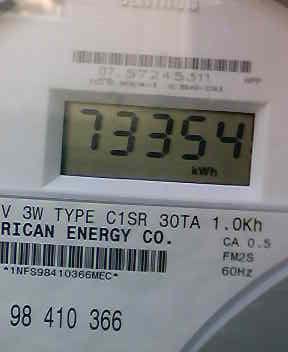 73354
kWh
V 3W TYPE C1SR 30TA 1.0Kh
RICAN ENERGY CO.
CA 0.5
FM2S
60Hz
*1NFS98410366MEC*
98 410 366